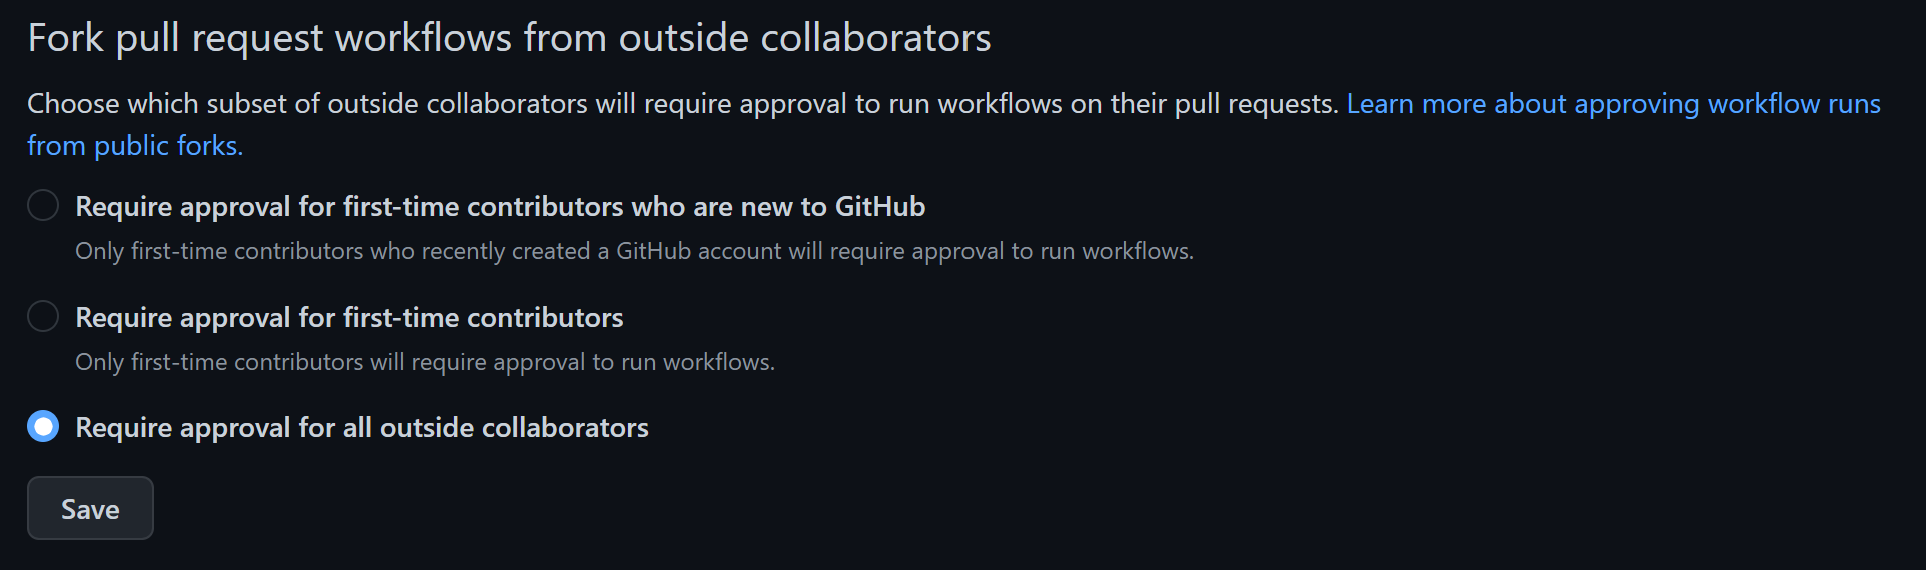 Fork pull request workflows from outside collaborators
Choose which subset of outside collaborators will require approval to run workflows on their pull requests. Learn more about approving workflow runs
from public forks.
Require approval for first-time contributors who are new to GitHub
Only first-time contributors who recently created a GitHub account will require approval to run workflows.
Require approval for first-time contributors
Only first-time contributors will require approval to run workflows.
Require approval for all outside collaborators
Save